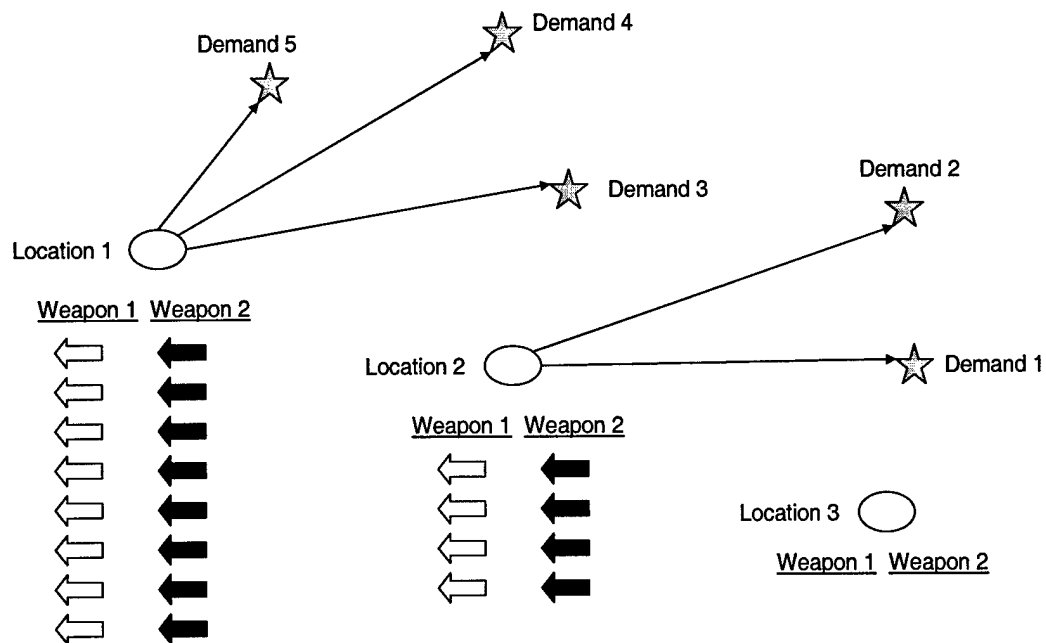 Demand 4
Demand 5
Demand 2
Demand 3
Location 1
Weapon 1 Weapon 2
Location 2
Demand 1
Weapon 1 Weapon 2
Location 3
Weapon 1 Weapon 2